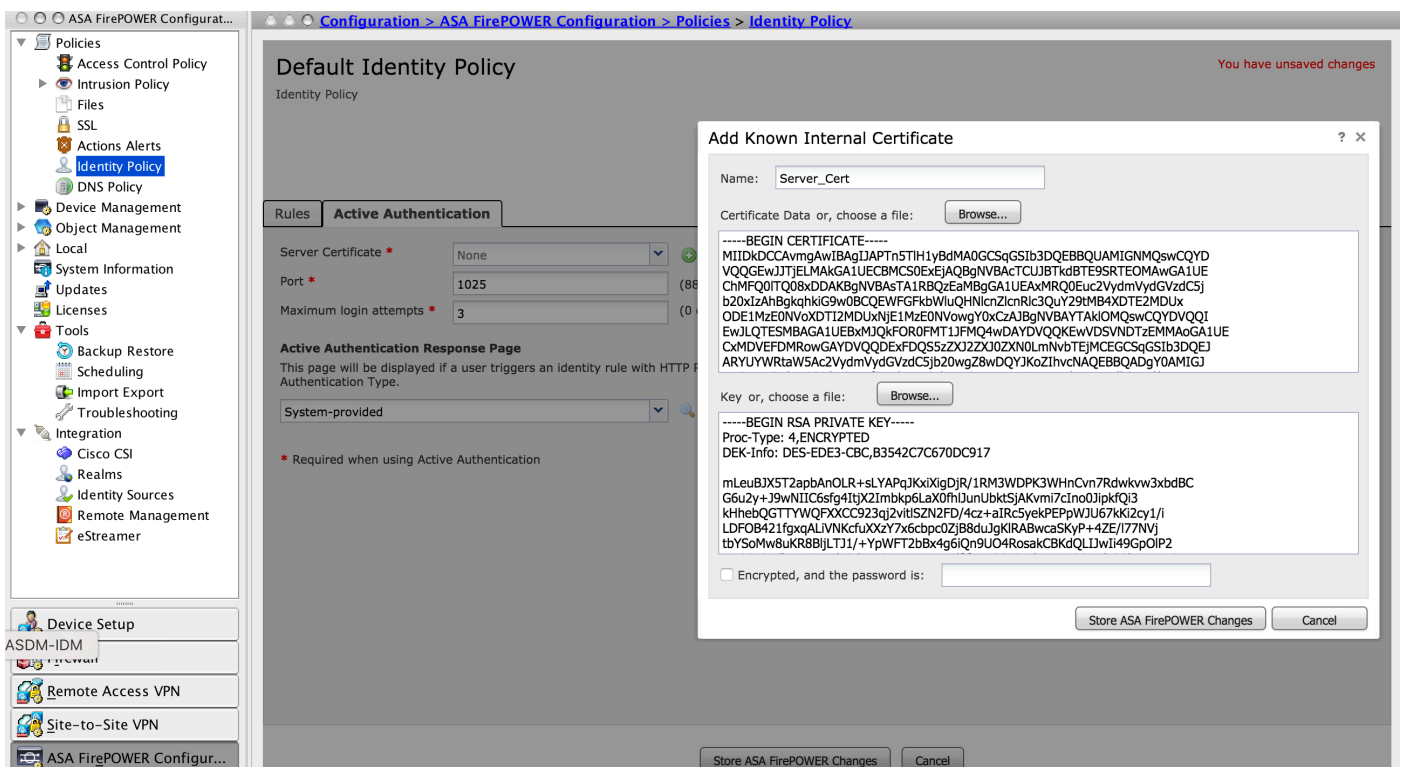 ASA FirePOWER Configurat...
Configuration > ASA FirePOWER Configuration > Policies > Identity Policy
Policies
Access Control Policy
Intrusion Policy
Files
SSL
Actions Alerts
Identity Policy
DNS Policy
Device Management
Object Management
Local
System Information
Updates
Licenses
Tools
Backup Restore
Scheduling
Import Export
Troubleshooting
Integration
Cisco CSI
Realms
Identity Sources
Remote Management
eStreamer
Device Setup
ASDM-IDM
Firewall
Remote Access VPN
Site-to-Site VPN
ASA FirePOWER Configur...
Default Identity Policy
You have unsaved changes
Identity Policy
Rules
Active Authentication
Server Certificate *
None
Port *
1025
(88
Maximum login attempts *
3
(0
Active Authentication Response Page
This page will be displayed if a user triggers an identity rule with HTTP
Authentication Type.
System-provided
* Required when using Active Authentication
Add Known Internal Certificate
? ×
Name:
Server_Cert
Certificate Data or, choose a file:
Browse...
-----BEGIN CERTIFICATE-----
MIIDkDCCAvmgAwIBAgIJAPTn5TlH1yBdMA0GCSqGSIb3DQEBBQUAMIGNMQswCQYD
VQQGEwJJTjELMAkGA1UECBMCS0ExEjAQBgNVBAcTCUJBTkdBTE9SRTEOMAwGA1UE
ChMFQ0lTQ08xDDAKBgNVBAsTA1RBQzEaMBgGA1UEAxMRQ0Euc2VydmVydGVzdC5j
b20xIzAhBgkqhkiG9w0BCQEWFGFkbWluQHNlcnZlcnRlc3QuY29tMB4XDTE2MDUx
ODE1MzE0NVoXDTI2MDUxNjE1MzE0NVowgY0xCzAJBgNVBAYTAklOMQswCQYDVQQI
EwJLQTESMBAGA1UEBxMJQkFOR0FMT1JFMQ4wDAYDVQQKEwVDSVNDTzEMMAoGA1UE
CxMDVEFDMRowGAYDVQQDExFDQS5zZXJ2ZXJ0ZXN0LmNvbTEjMCEGCSqGSIb3DQEJ
ARYUYWRtaW5Ac2VydmVydGVzdC5jb20wgZ8wDQYJKoZIhvcNAQEBBQADgY0AMIGJ
Key or, choose a file:
Browse...
-----BEGIN RSA PRIVATE KEY-----
Proc-Type: 4,ENCRYPTED
DEK-Info: DES-EDE3-CBC,B3542C7C670DC917
mLeuBJX5T2apbAnOLR+sLYAPqJKxiXigDjR/1RM3WDPK3WHnCvn7Rdwkvw3xbdBC
G6u2y+J9wNIIC6sfg4ItjX2Imbkp6LaX0fhlJunUbktSjAKvmi7cIno0JipkfQi3
kHhebQGTTYWQFXXCC923qj2vitlSZN2FD/4cz+aIRc5yekPEPpWJU67kKi2cy1/i
LDFOB421fgxqALiVNKcfuXXzY7x6cbpc0ZjB8duJgKlRABwcaSKyP+4ZE/l77NVj
tbYSoMw8uKR8BljLTJ1/+YpWFT2bBx4g6iQn9UO4RosakCBKdQLIJwIi49GpOlP2
Encrypted, and the password is:
Store ASA FirePOWER Changes
Cancel
Store ASA FirePOWER Changes
Cancel